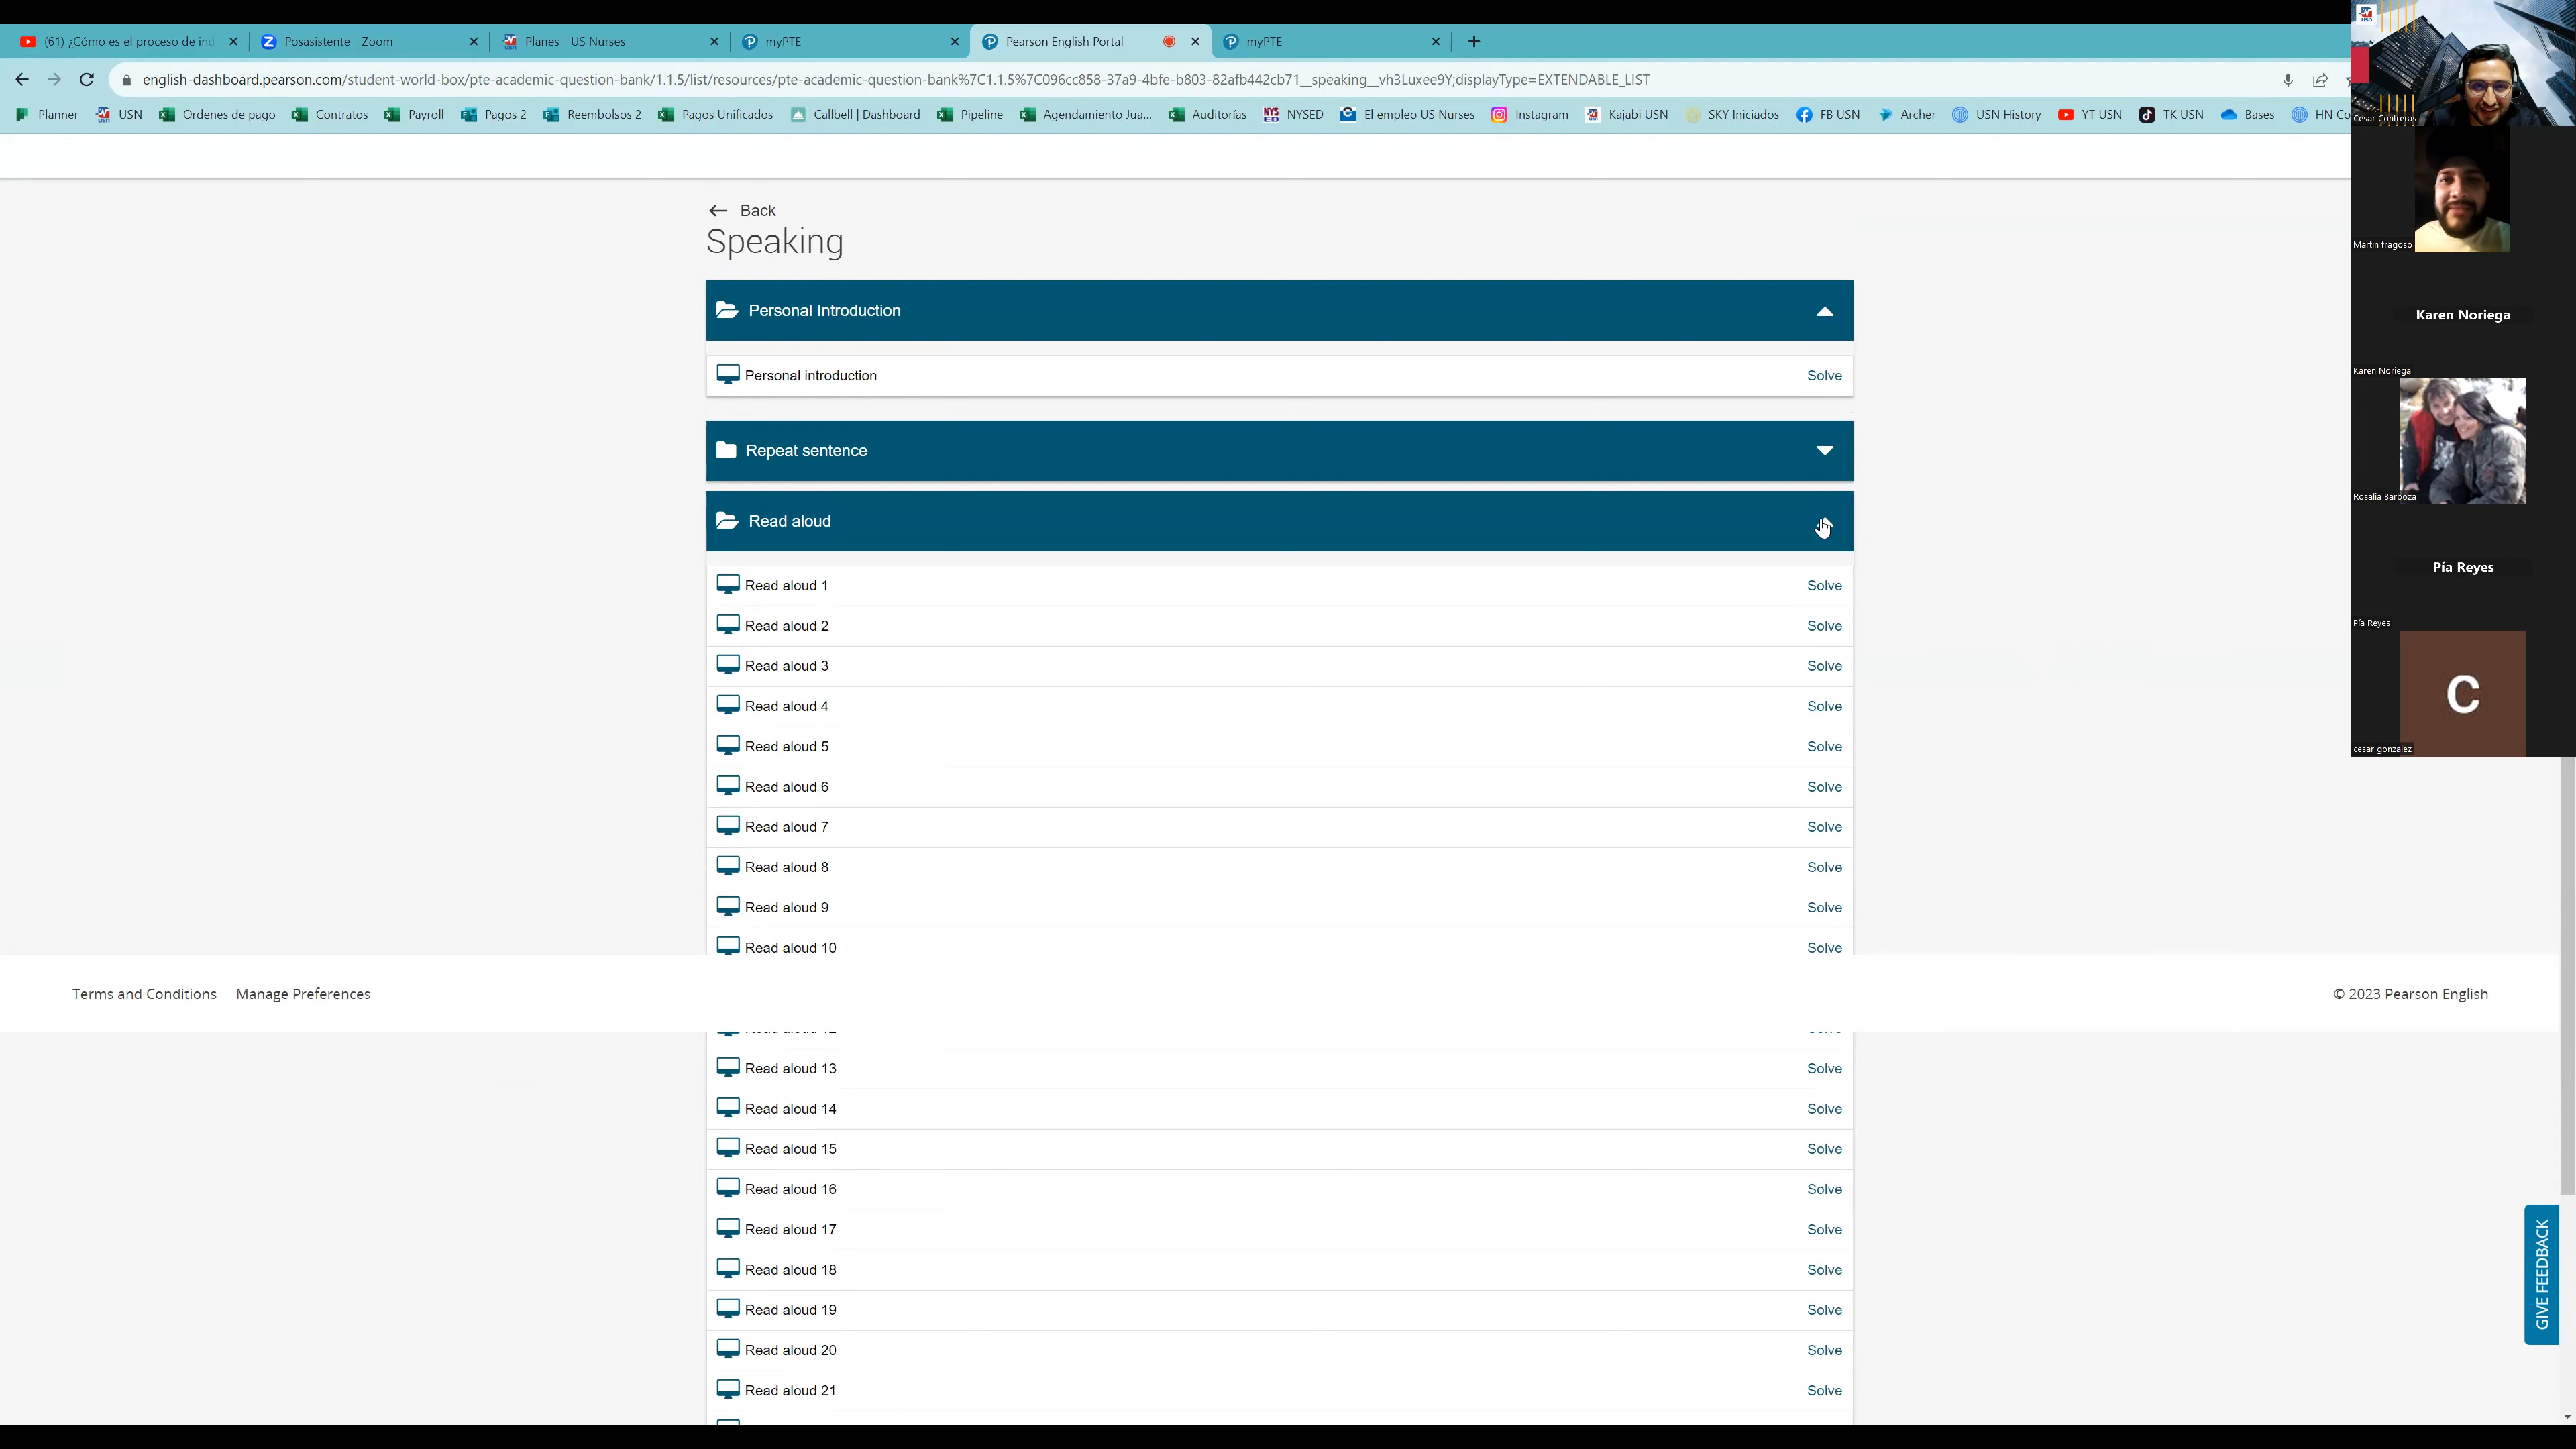 (61) ¿Cómo es el proceso de ind
Posasistente - Zoom
Planes - US Nurses
myPTE
Pearson English Portal
myPTE
english-dashboard.pearson.com/student-world-box/pte-academic-question-bank/1.1.5/list/resources/pte-academic-question-bank%7C1.1.5%7C096cc858-37a9-4bfe-b803-82afb442cb71__speaking__vh3Luxee9Y;displayType=EXTENDABLE_LIST
Planner
USN
Ordenes de pago
Contratos
Payroll
Pagos 2
Reembolsos 2
Pagos Unificados
Callbell | Dashboard
Pipeline
Agendamiento Jua...
Auditorías
NYSED
El empleo US Nurses
Instagram
Kajabi USN
SKY Iniciados
FB USN
Archer
USN History
YT USN
TK USN
Bases
HN Co
Back
Speaking
Personal Introduction
Personal introduction Solve
Repeat sentence
Read aloud
Read aloud 1 Solve
Read aloud 2 Solve
Read aloud 3 Solve
Read aloud 4 Solve
Read aloud 5 Solve
Read aloud 6 Solve
Read aloud 7 Solve
Read aloud 8 Solve
Read aloud 9 Solve
Read aloud 10 Solve
Terms and Conditions Manage Preferences © 2023 Pearson English
Read aloud 13 Solve
Read aloud 14 Solve
Read aloud 15 Solve
Read aloud 16 Solve
Read aloud 17 Solve
Read aloud 18 Solve
Read aloud 19 Solve
Read aloud 20 Solve
Read aloud 21 Solve
GIVE FEEDBACK
USN
Cesar Contreras
Martin fragoso
Karen Noriega
Karen Noriega
Rosalia Barboza
Pía Reyes
Pía Reyes
C
cesar gonzalez